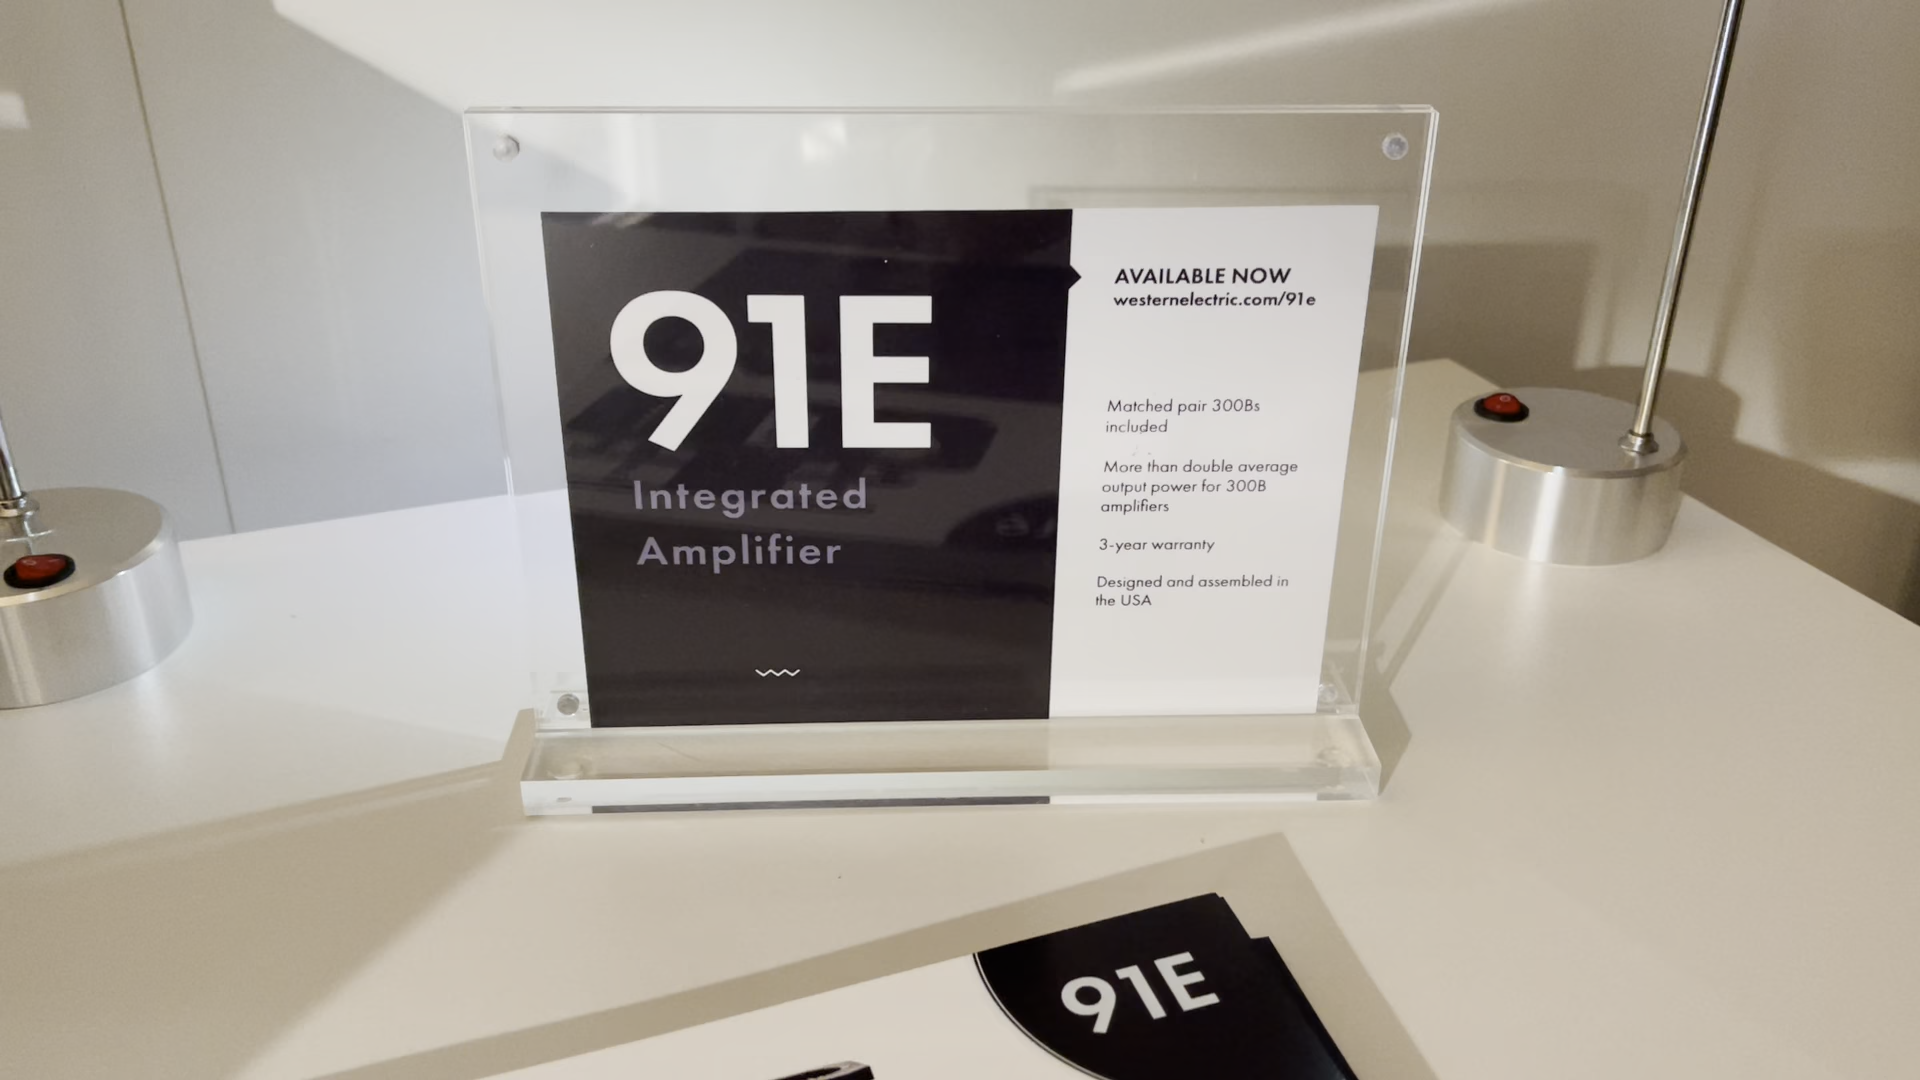 91E
Integrated
Amplifier
AVAILABLE NOW
westernelectric.com/91e
Matched pair 300Bs
included
More than double average
output power for 300B
amplifiers
3-year warranty
Designed and assembled in
the USA
91E